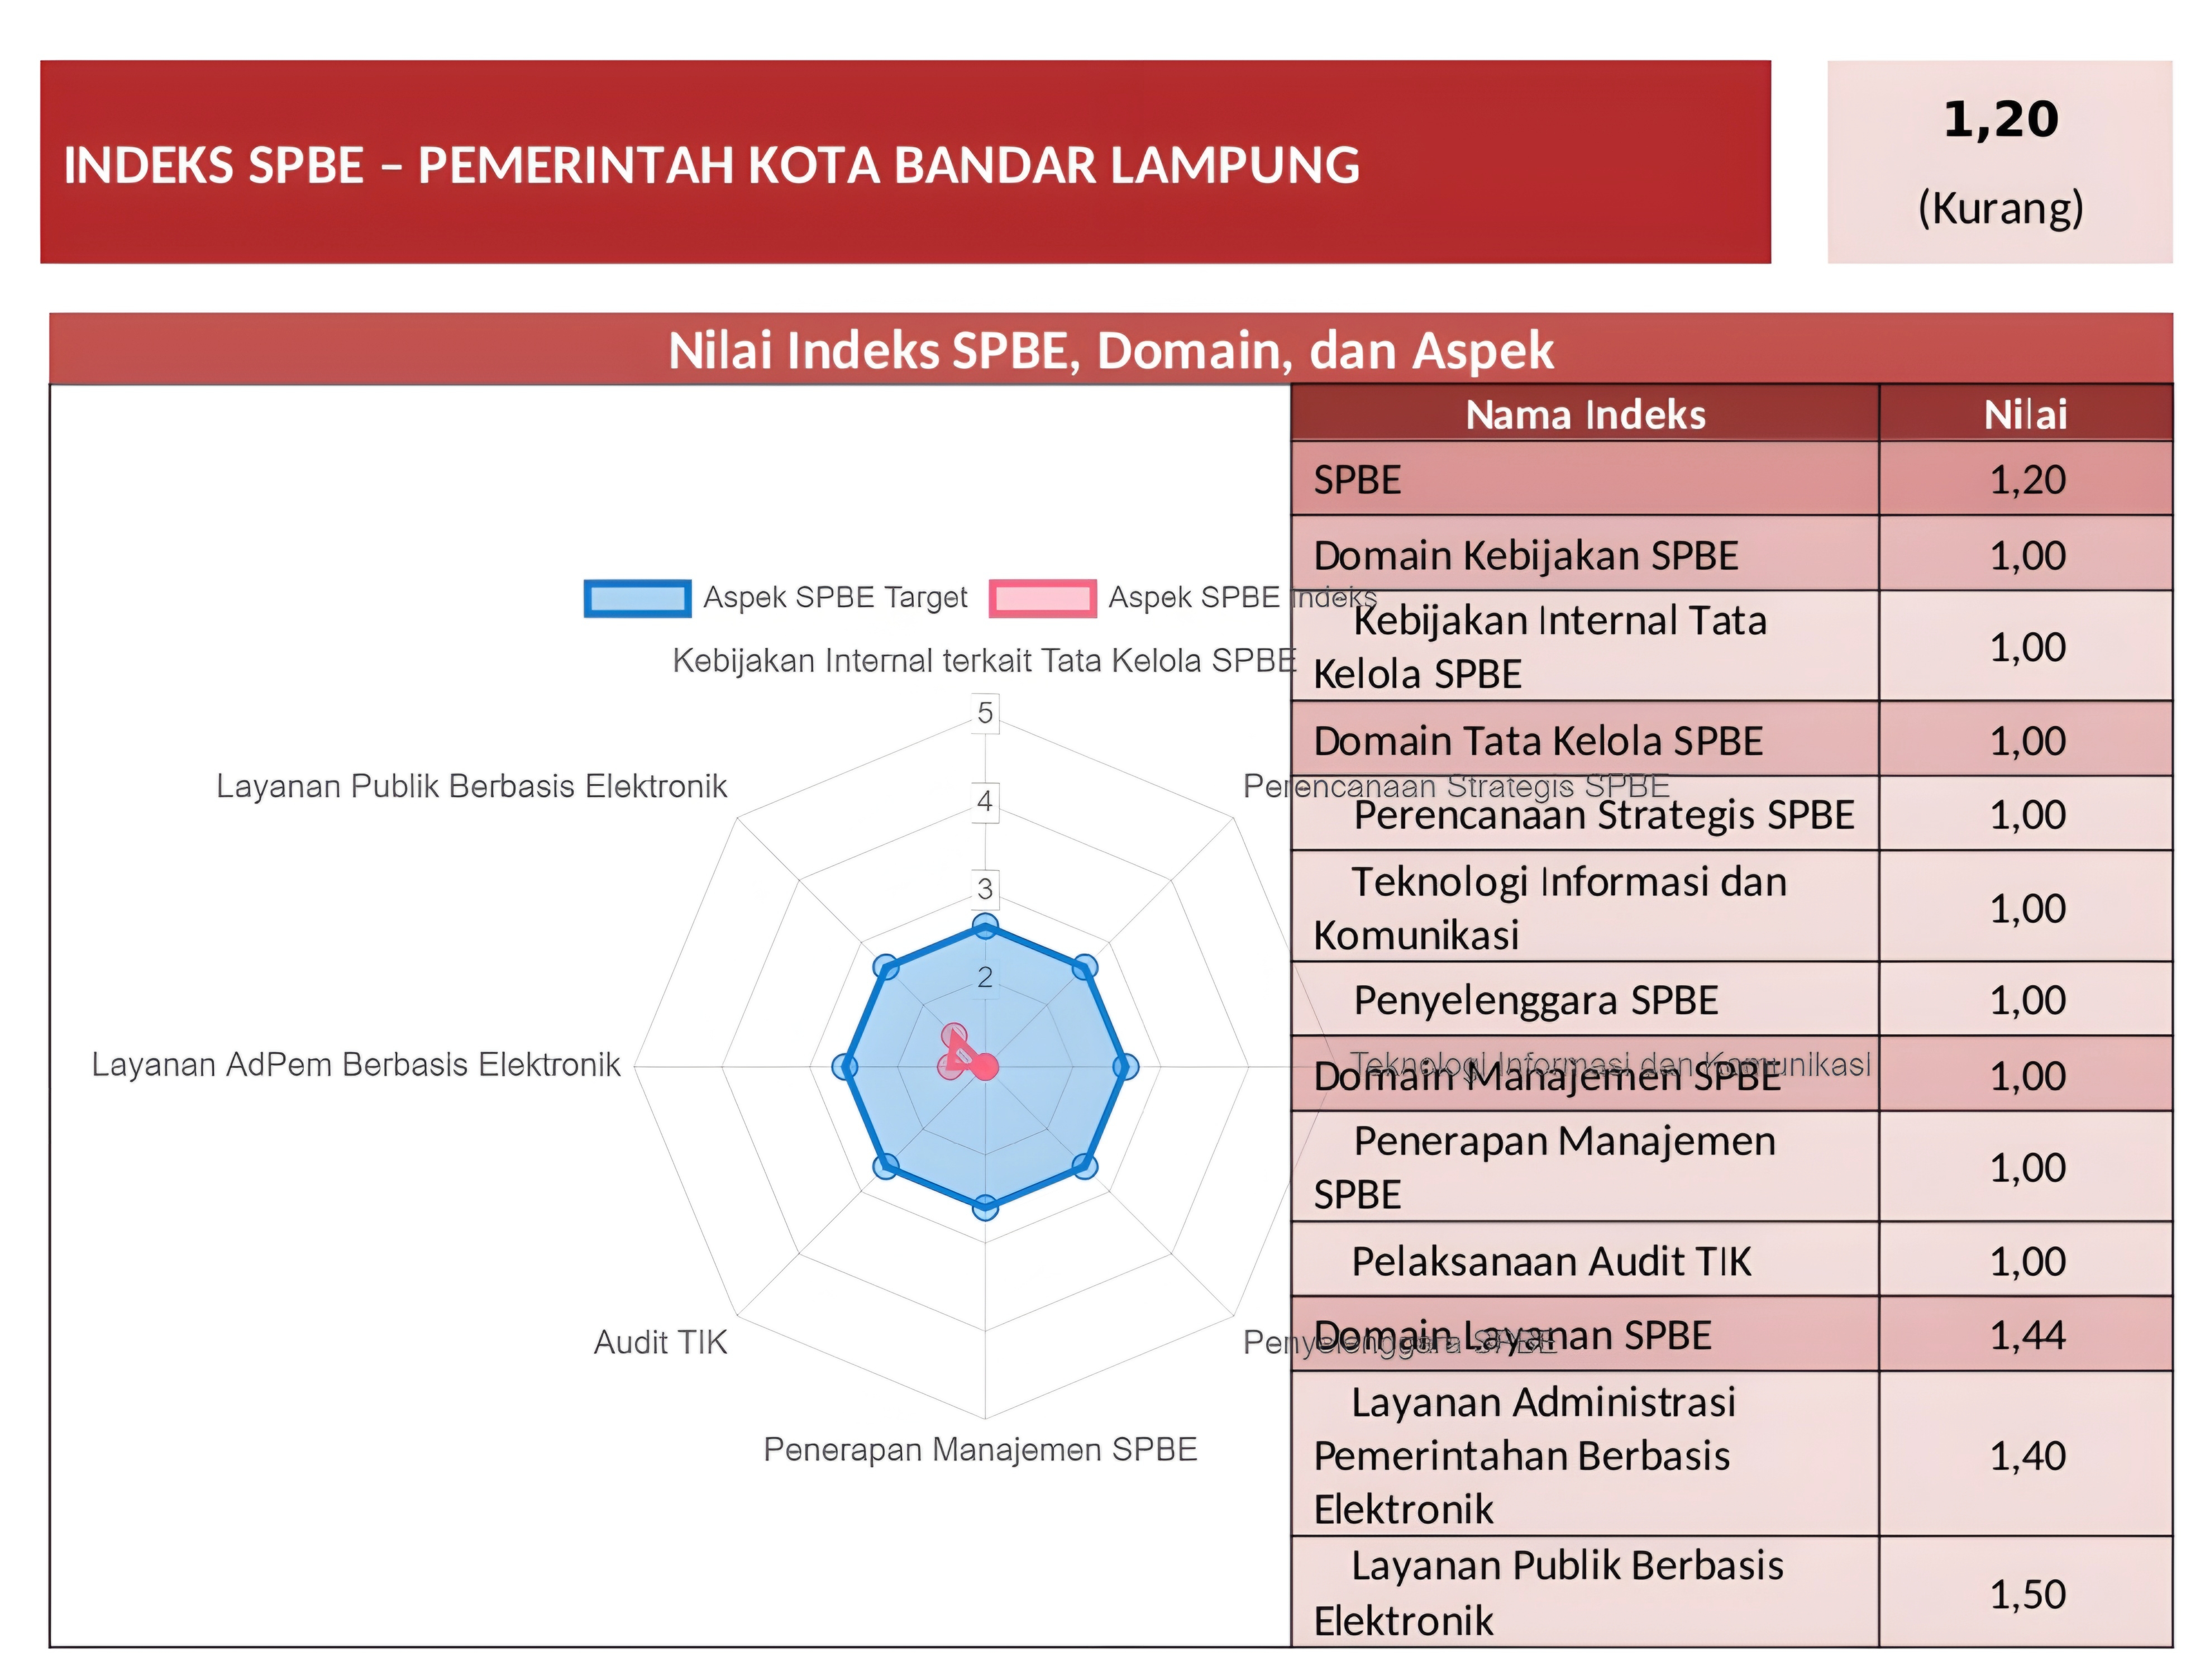 INDEKS SPBE – PEMERINTAH KOTA BANDAR LAMPUNG
1,20
(Kurang)
Nilai Indeks SPBE, Domain, dan Aspek
Aspek SPBE Target
Aspek SPBE Indeks
Kebijakan Internal terkait Tata Kelola SPBE
5
4
3
2
Layanan Publik Berbasis Elektronik
Perencanaan Strategis SPBE
Layanan AdPem Berbasis Elektronik
Teknologi Informasi dan Komunikasi
Audit TIK
Penyelenggara SPBE
Penerapan Manajemen SPBE
Nama Indeks Nilai
SPBE 1,20
Domain Kebijakan SPBE 1,00
Kebijakan Internal Tata
Kelola SPBE 1,00
Domain Tata Kelola SPBE 1,00
Perencanaan Strategis SPBE 1,00
Teknologi Informasi dan
Komunikasi 1,00
Penyelenggara SPBE 1,00
Domain Manajemen SPBE 1,00
Penerapan Manajemen
SPBE 1,00
Pelaksanaan Audit TIK 1,00
Domain Layanan SPBE 1,44
Layanan Administrasi
Pemerintahan Berbasis 1,40
Elektronik
Layanan Publik Berbasis
Elektronik 1,50